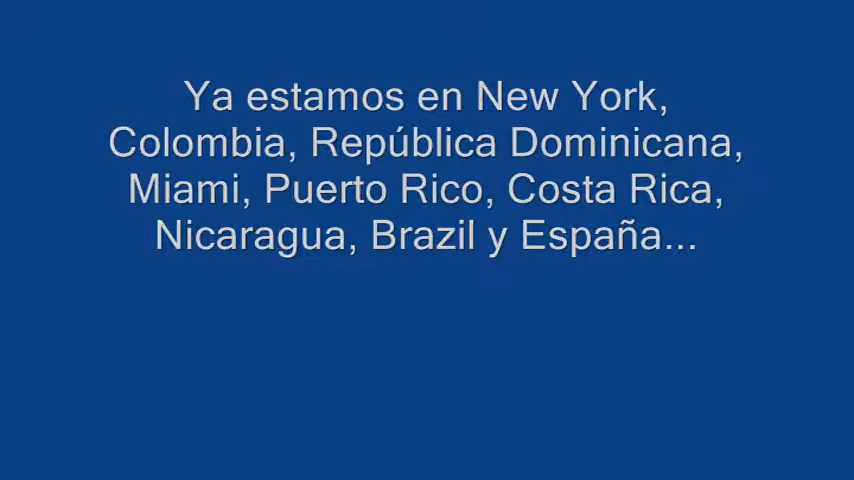 Ya estamos en New York,
Colombia, República Dominicana,
Miami, Puerto Rico, Costa Rica,
Nicaragua, Brazil y España...